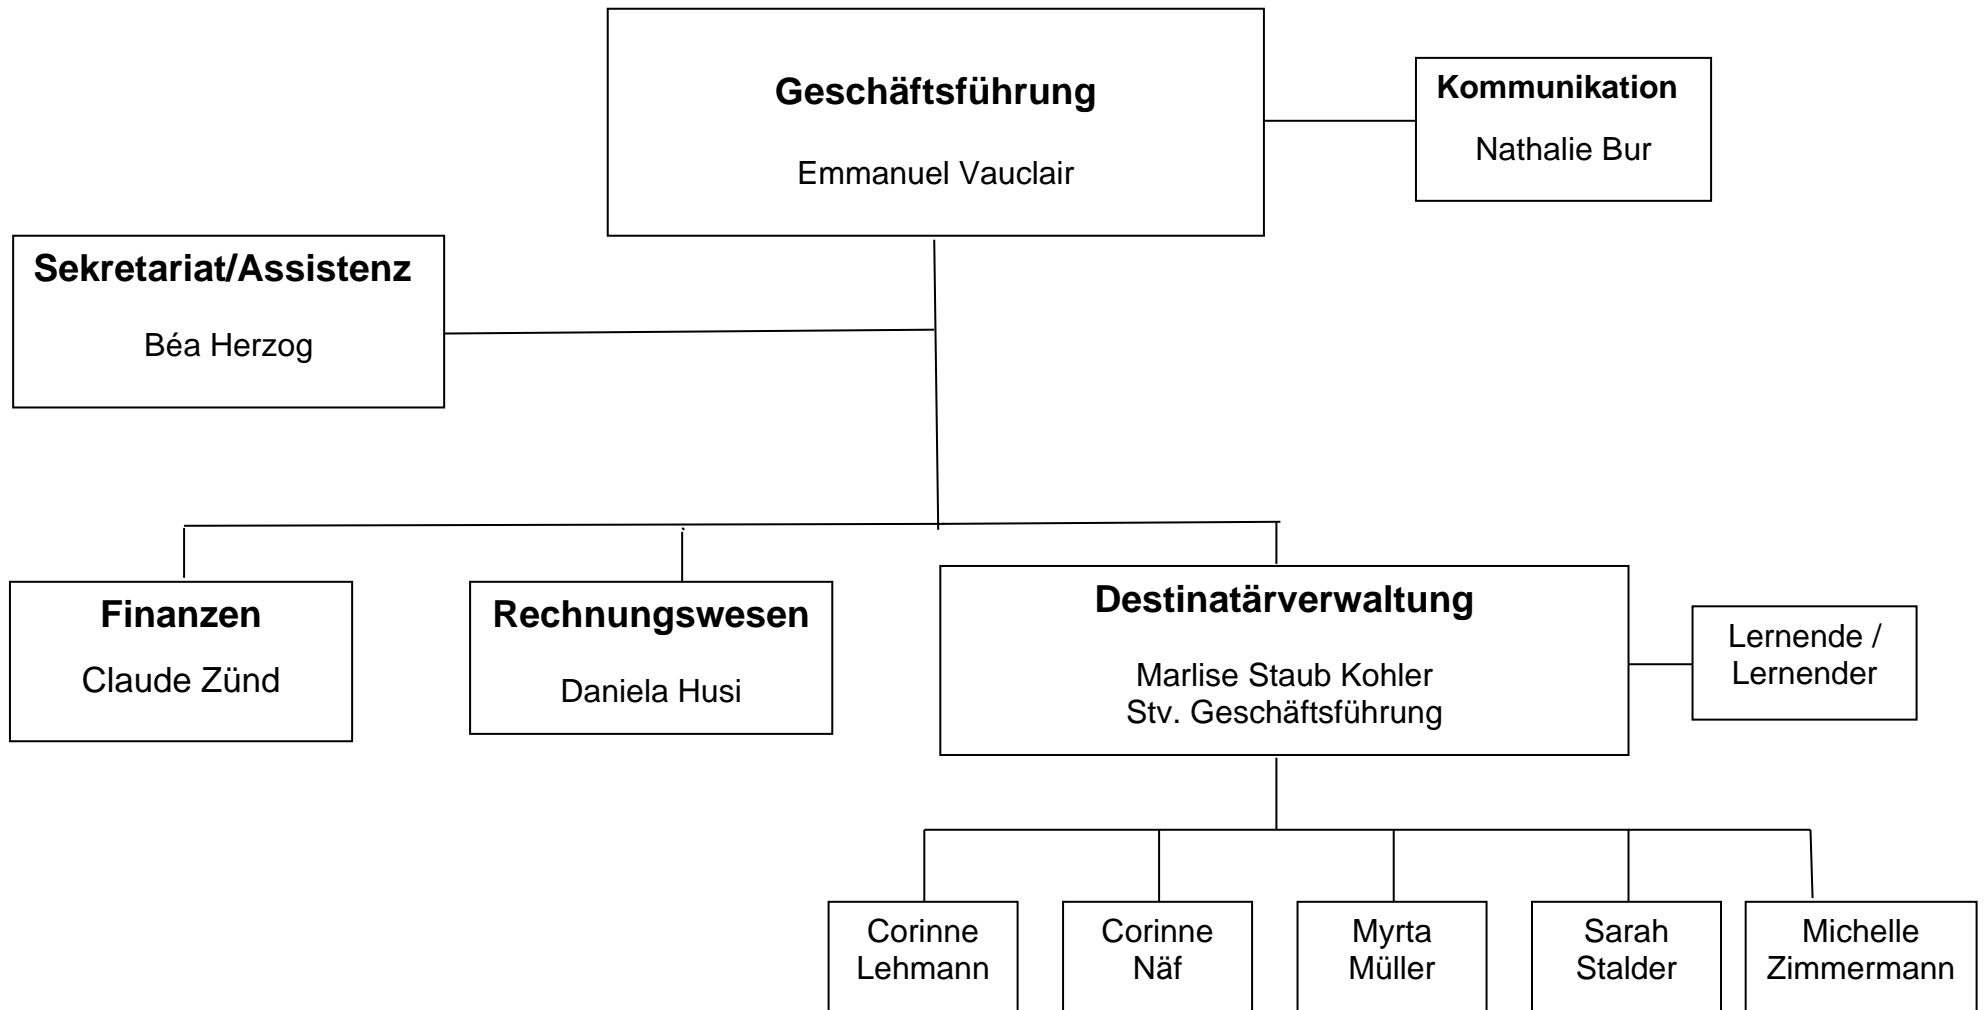 Geschäftsführung
Emmanuel Vauclair
Kommunikation
Nathalie Bur
Sekretariat/Assistenz
Béa Herzog
Finanzen
Claude Zünd
Rechnungswesen
Daniela Husi
Destinatärverwaltung
Marlise Staub Kohler
Stv. Geschäftsführung
Lernende /
Lernender
Corinne
Lehmann
Corinne
Näf
Myrta
Müller
Sarah
Stalder
Michelle
Zimmermann